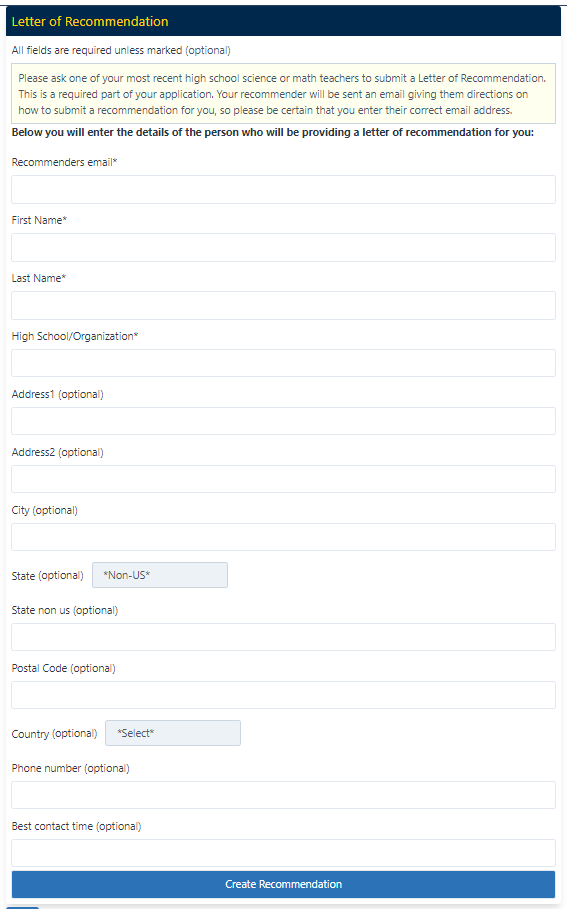 Letter of Recommendation
All fields are required unless marked (optional)
Please ask one of your most recent high school science or math teachers to submit a Letter of Recommendation.
This is a required part of your application. Your recommender will be sent an email giving them directions on
how to submit a recommendation for you, so please be certain that you enter their correct email address.
Below you will enter the details of the person who will be providing a letter of recommendation for you:
Recommenders email*
First Name*
Last Name*
High School/Organization*
Address1 (optional)
Address2 (optional)
City (optional)
State (optional) *Non-US*
State non us (optional)
Postal Code (optional)
Country (optional) *Select*
Phone number (optional)
Best contact time (optional)
Create Recommendation